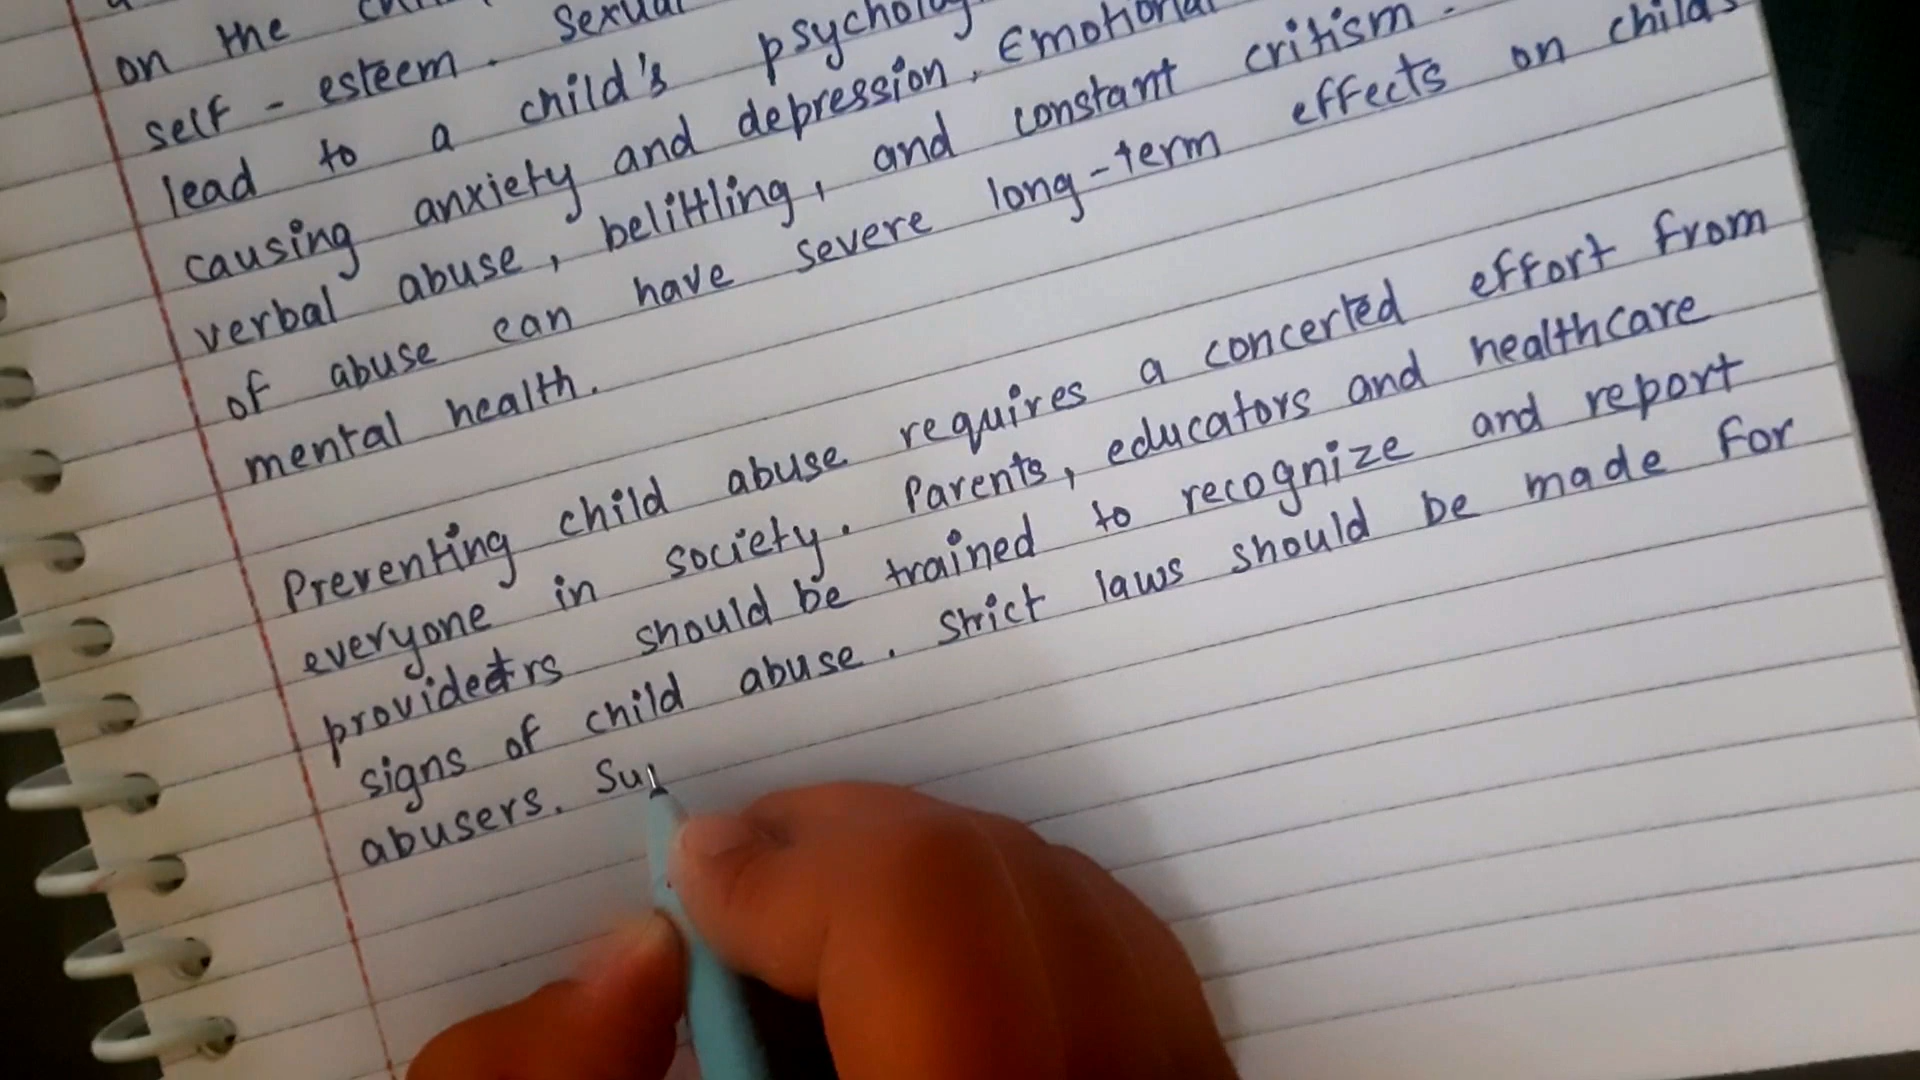 on the
self - esteem. Sexual
lead to a child's psycholog
causing anxiety and depression. Emotional
verbal abuse, belittling, and constant critism.
of abuse can have severe long-term effects on childs
mental health.
Preventing child abuse requires a concerted effort from
everyone in society. Parents, educators and healthcare
providers should be trained to recognize and report
signs of child abuse. Strict laws should be made for
abusers. Su